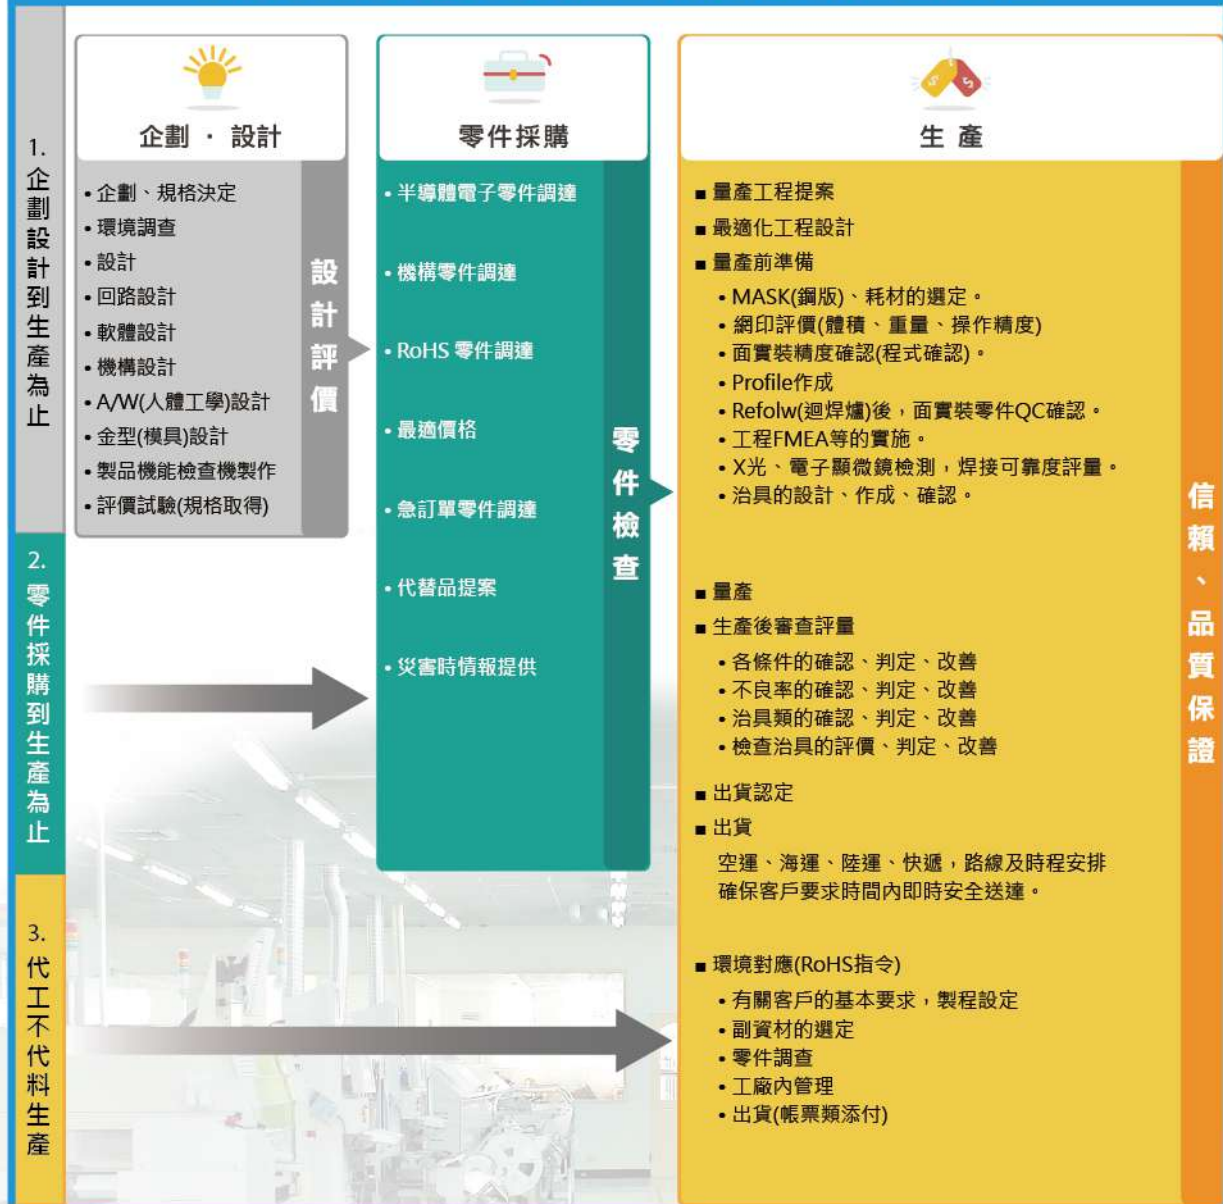 1. 企劃設計到生產為止
2. 零件採購到生產為止
3. 代工不代料生產
企劃 · 設計
• 企劃、規格決定
• 環境調查
• 設計
• 回路設計
• 軟體設計
• 機構設計
• A/W(人體工學)設計
• 金型(模具)設計
• 製品機能檢查機製作
• 評價試驗(規格取得)
設計評價
零件採購
• 半導體電子零件調達
• 機構零件調達
• RoHS 零件調達
• 最適價格
• 急訂單零件調達
• 代替品提案
• 災害時情報提供
零件檢查
$ $
生產
■ 量產工程提案
■ 最適化工程設計
■ 量產前準備
• MASK(鋼版)、耗材的選定。
• 網印評價(體積、重量、操作精度)
• 面實裝精度確認(程式確認)。
• Profile作成
• Refolw(迴焊爐)後，面實裝零件QC確認。
• 工程FMEA等的實施。
• X光、電子顯微鏡檢測，焊接可靠度評量。
• 治具的設計、作成、確認。
■ 量產
■ 生產後審查評量
• 各條件的確認、判定、改善
• 不良率的確認、判定、改善
• 治具類的確認、判定、改善
• 檢查治具的評價、判定、改善
■ 出貨認定
■ 出貨
空運、海運、陸運、快遞，路線及時程安排
確保客戶要求時間內即時安全送達。
■ 環境對應(RoHS指令)
• 有關客戶的基本要求，製程設定
• 副資材的選定
• 零件調查
• 工廠內管理
• 出貨(帳票類添付)
信賴、品質保證